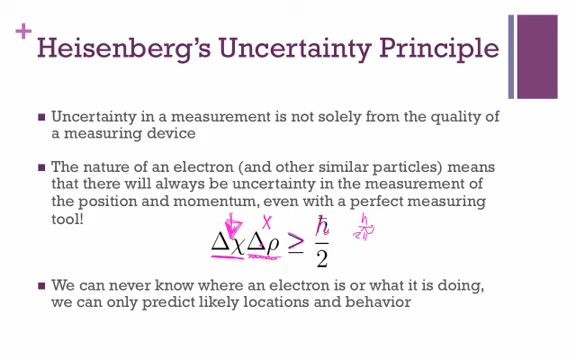 +
Heisenberg's Uncertainty Principle
■ Uncertainty in a measurement is not solely from the quality of
a measuring device
■ The nature of an electron (and other similar particles) means
that there will always be uncertainty in the measurement of
the position and momentum, even with a perfect measuring
tool!
x
ΔχΔρ ≥ ħ/2
■ We can never know where an electron is or what it is doing,
we can only predict likely locations and behavior